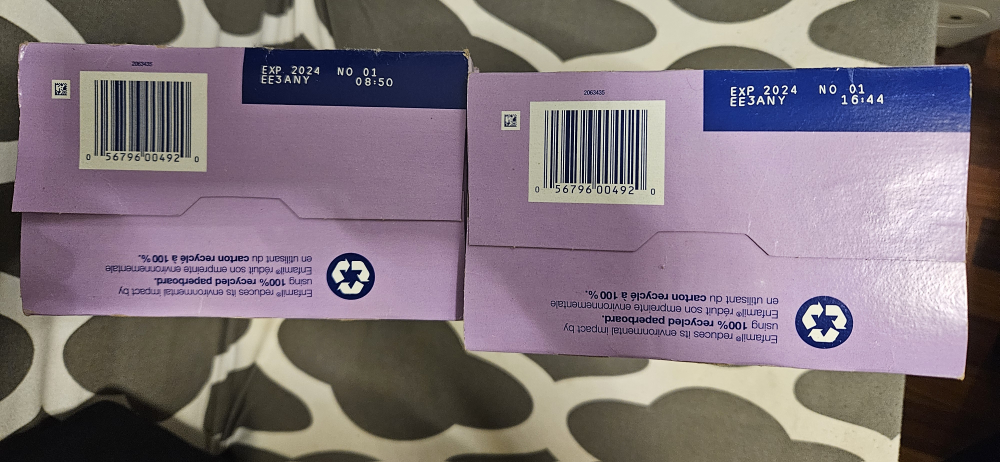 2063435
EXP 2024 NO 01
EE3ANY 08:50
0 56796 00492 0
Enfamil® reduces its environmental impact by
using 100% recycled paperboard.
Enfamil® réduit son empreinte environnementale
en utilisant du carton recyclé à 100 %.
2063435
EXP 2024 NO 01
EE3ANY 16:44
0 56796 00492 0
Enfamil® reduces its environmental impact by
using 100% recycled paperboard.
Enfamil® réduit son empreinte environnementale
en utilisant du carton recyclé à 100 %.